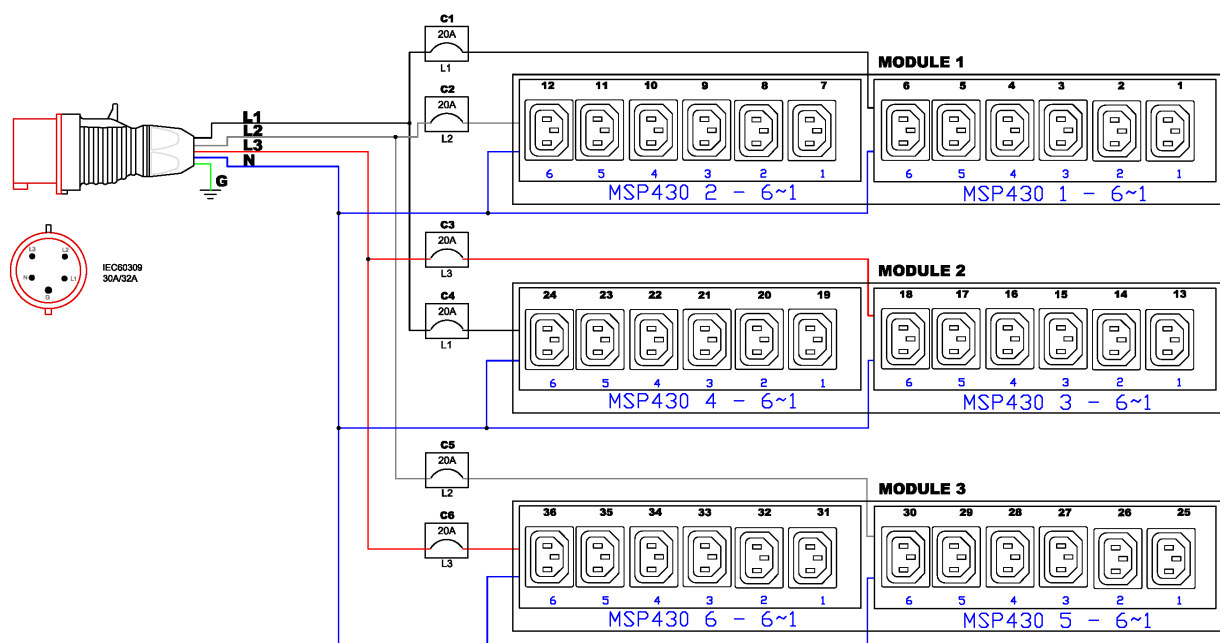 C1
20A
L1
MODULE 1
12 11 10 9 8 7
6 5 4 3 2 1
C2
20A
L2
L1
L2
L3
N
G
6 5 4 3 2 1
6 5 4 3 2 1
MSP430 2 - 6~1
MSP430 1 - 6~1
L3 L2
N L1
G
IEC60309
30A/32A
C3
20A
L3
MODULE 2
24 23 22 21 20 19
18 17 16 15 14 13
C4
20A
L1
6 5 4 3 2 1
6 5 4 3 2 1
MSP430 4 - 6~1
MSP430 3 - 6~1
C5
20A
L2
MODULE 3
36 35 34 33 32 31
30 29 28 27 26 25
C6
20A
L3
6 5 4 3 2 1
6 5 4 3 2 1
MSP430 6 - 6~1
MSP430 5 - 6~1